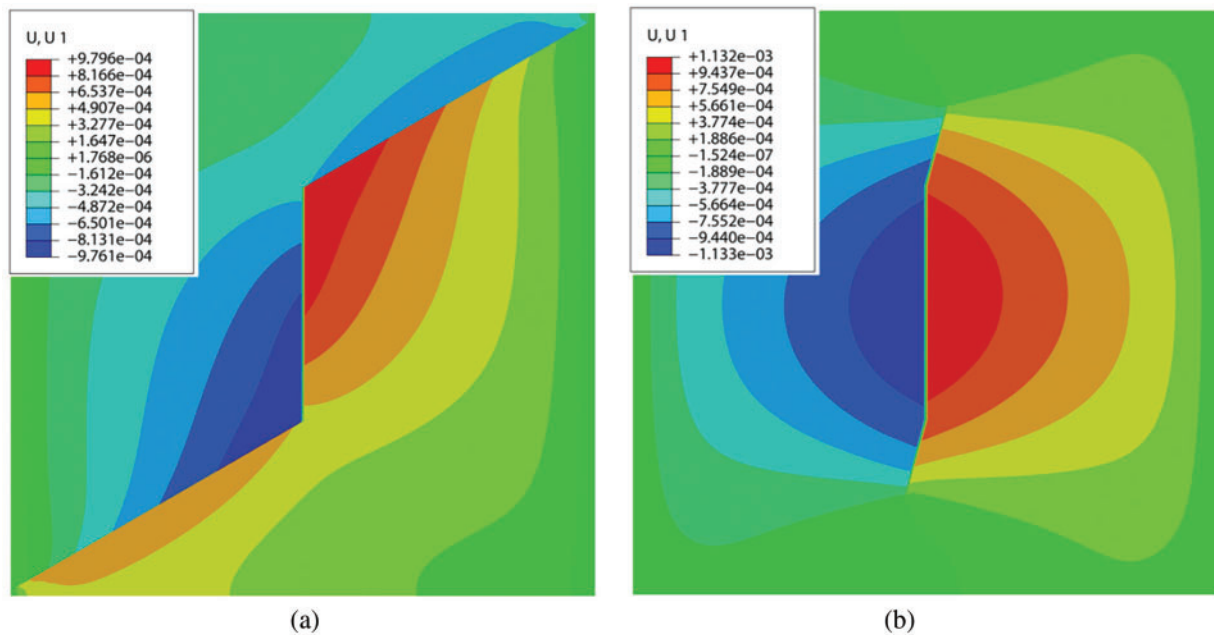 U, U 1
+9.796e−04
+8.166e−04
+6.537e−04
+4.907e−04
+3.277e−04
+1.647e−04
+1.768e−06
−1.612e−04
−3.242e−04
−4.872e−04
−6.501e−04
−8.131e−04
−9.761e−04
U, U 1
+1.132e−03
+9.437e−04
+7.549e−04
+5.661e−04
+3.774e−04
+1.886e−04
−1.524e−07
−1.889e−04
−3.777e−04
−5.664e−04
−7.552e−04
−9.440e−04
−1.133e−03
(a)
(b)